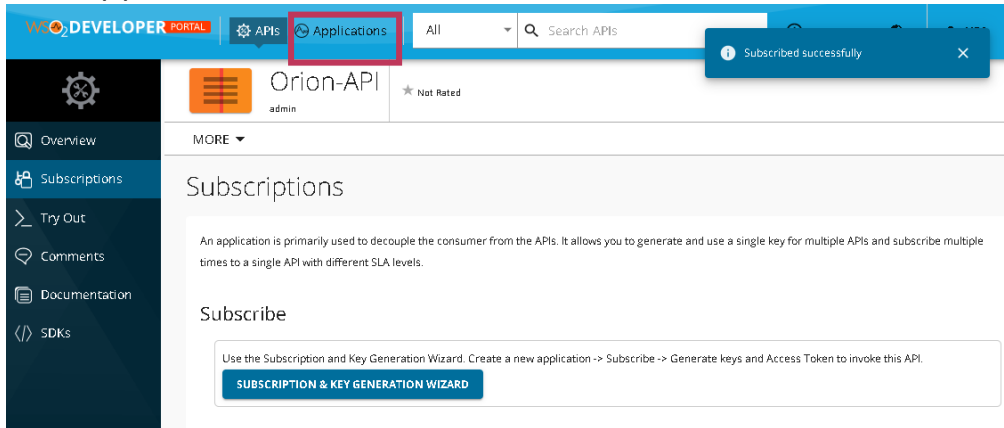 WSO2 DEVELOPER PORTAL APIs Applications All Search APIs
Subscribed successfully
Orion-API
admin
Not Rated
Overview
MORE
Subscriptions
Subscriptions
Try Out
An application is primarily used to decouple the consumer from the APIs. It allows you to generate and use a single key for multiple APIs and subscribe multiple
times to a single API with different SLA levels.
Comments
Documentation
SDKs
Subscribe
Use the Subscription and Key Generation Wizard. Create a new application -> Subscribe -> Generate keys and Access Token to invoke this API.
SUBSCRIPTION & KEY GENERATION WIZARD